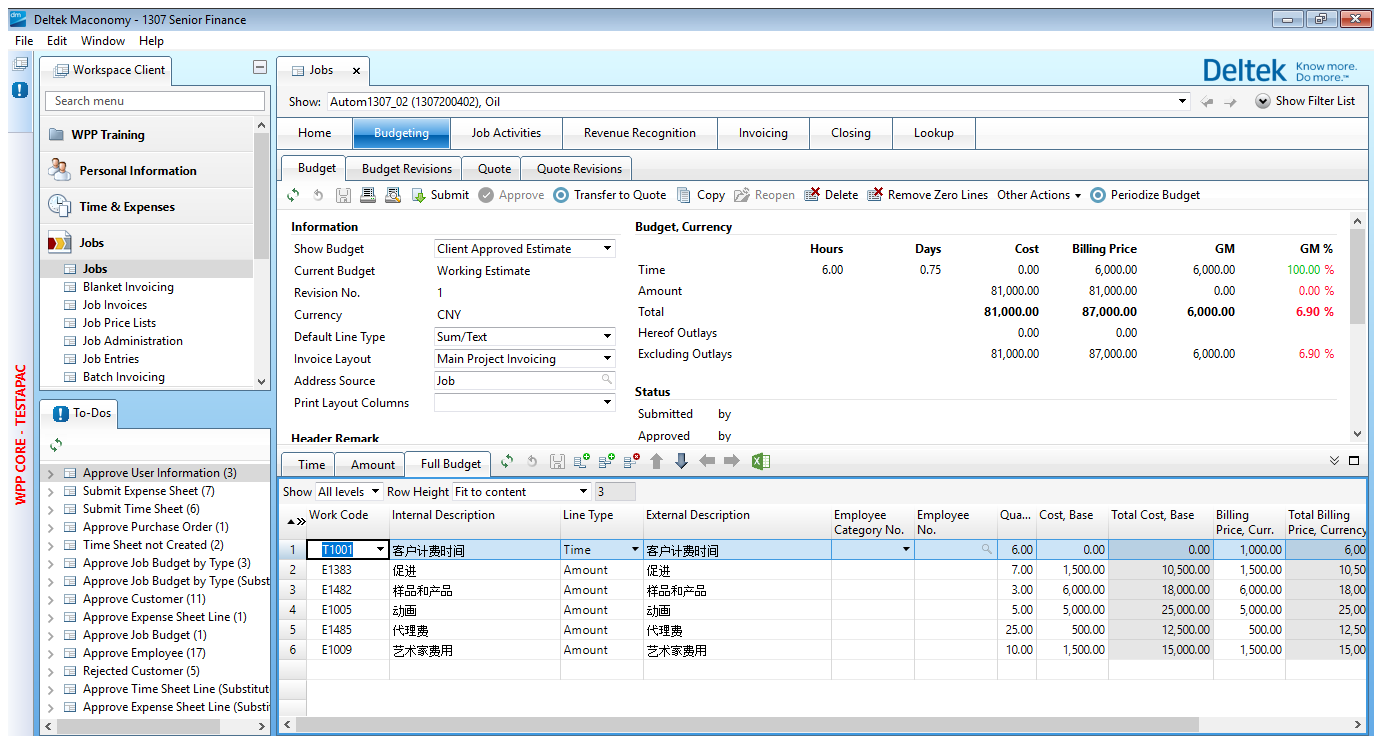 Deltek Maconomy - 1307 Senior Finance
File Edit Window Help
Workspace Client
Search menu
WPP Training
Personal Information
Time & Expenses
Jobs
Jobs
Blanket Invoicing
Job Invoices
Job Price Lists
Job Administration
Job Entries
Batch Invoicing
WPP CORE - TESTAPAC
To-Dos
Approve User Information (3)
Submit Expense Sheet (7)
Submit Time Sheet (6)
Approve Purchase Order (1)
Time Sheet not Created (2)
Approve Job Budget by Type (3)
Approve Job Budget by Type (Subst
Approve Customer (11)
Approve Expense Sheet Line (1)
Approve Job Budget (1)
Approve Employee (17)
Rejected Customer (5)
Approve Time Sheet Line (Substitut
Approve Expense Sheet Line (Substi
Jobs
Deltek Know more. Do more.™
Show: Autom1307_02 (1307200402), Oil Show Filter List
Home Budgeting Job Activities Revenue Recognition Invoicing Closing Lookup
Budget Budget Revisions Quote Quote Revisions
Submit Approve Transfer to Quote Copy Reopen Delete Remove Zero Lines Other Actions Periodize Budget
Information
Show Budget Client Approved Estimate
Current Budget Working Estimate
Revision No. 1
Currency CNY
Default Line Type Sum/Text
Invoice Layout Main Project Invoicing
Address Source Job
Print Layout Columns
Header Remark
Budget, Currency
Hours Days Cost Billing Price GM GM %
Time 6.00 0.75 0.00 6,000.00 6,000.00 100.00 %
Amount 81,000.00 81,000.00 0.00 0.00 %
Total 81,000.00 87,000.00 6,000.00 6.90 %
Hereof Outlays 0.00 0.00
Excluding Outlays 81,000.00 87,000.00 6,000.00 6.90 %
Status
Submitted by
Approved by
Time Amount Full Budget
Show All levels Row Height Fit to content 3
Work Code Internal Description Line Type External Description Employee Category No. Employee No. Qua... Cost, Base Total Cost, Base Billing Price, Curr. Total Billing Price, Currency
1 T1001 客户计费时间 Time 客户计费时间 6.00 0.00 0.00 1,000.00 6,00
2 E1383 促进 Amount 促进 7.00 1,500.00 10,500.00 1,500.00 10,50
3 E1482 样品和产品 Amount 样品和产品 3.00 6,000.00 18,000.00 6,000.00 18,00
4 E1005 动画 Amount 动画 5.00 5,000.00 25,000.00 5,000.00 25,00
5 E1485 代理费 Amount 代理费 25.00 500.00 12,500.00 500.00 12,50
6 E1009 艺术家费用 Amount 艺术家费用 10.00 1,500.00 15,000.00 1,500.00 15,00